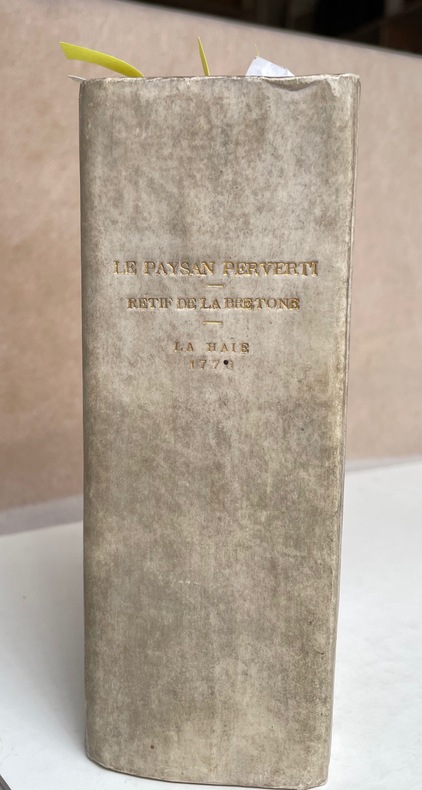 LE PAYSAN PERVERTI
RETIF DE LA BRETONE
LA HAIE